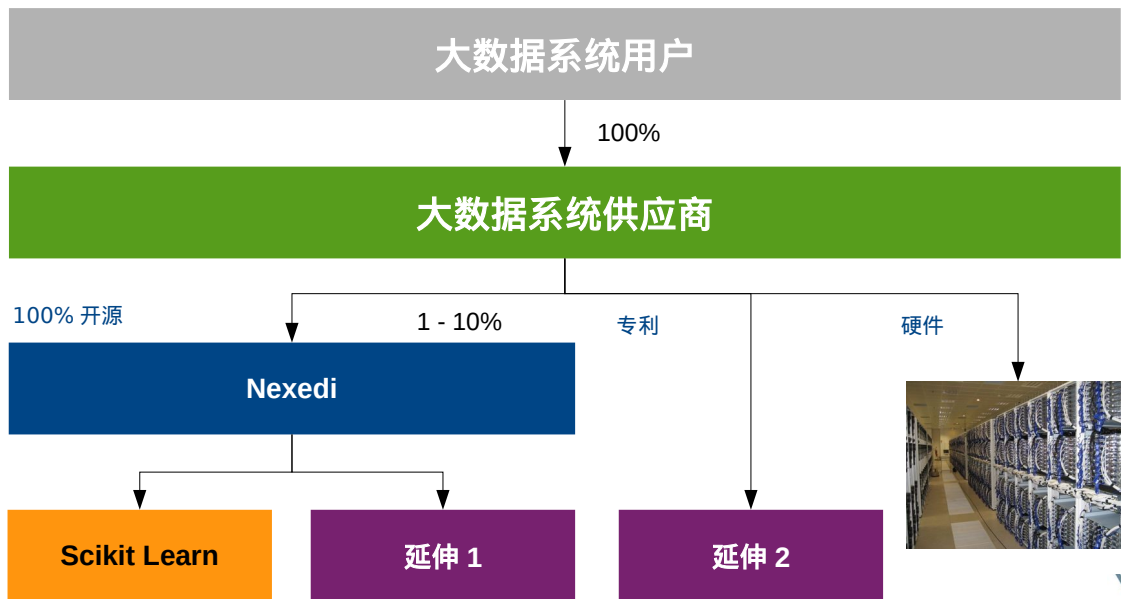 大数据系统用户
100%
大数据系统供应商
100% 开源
1 - 10%
专利
硬件
Nexedi
Scikit Learn
延伸 1
延伸 2